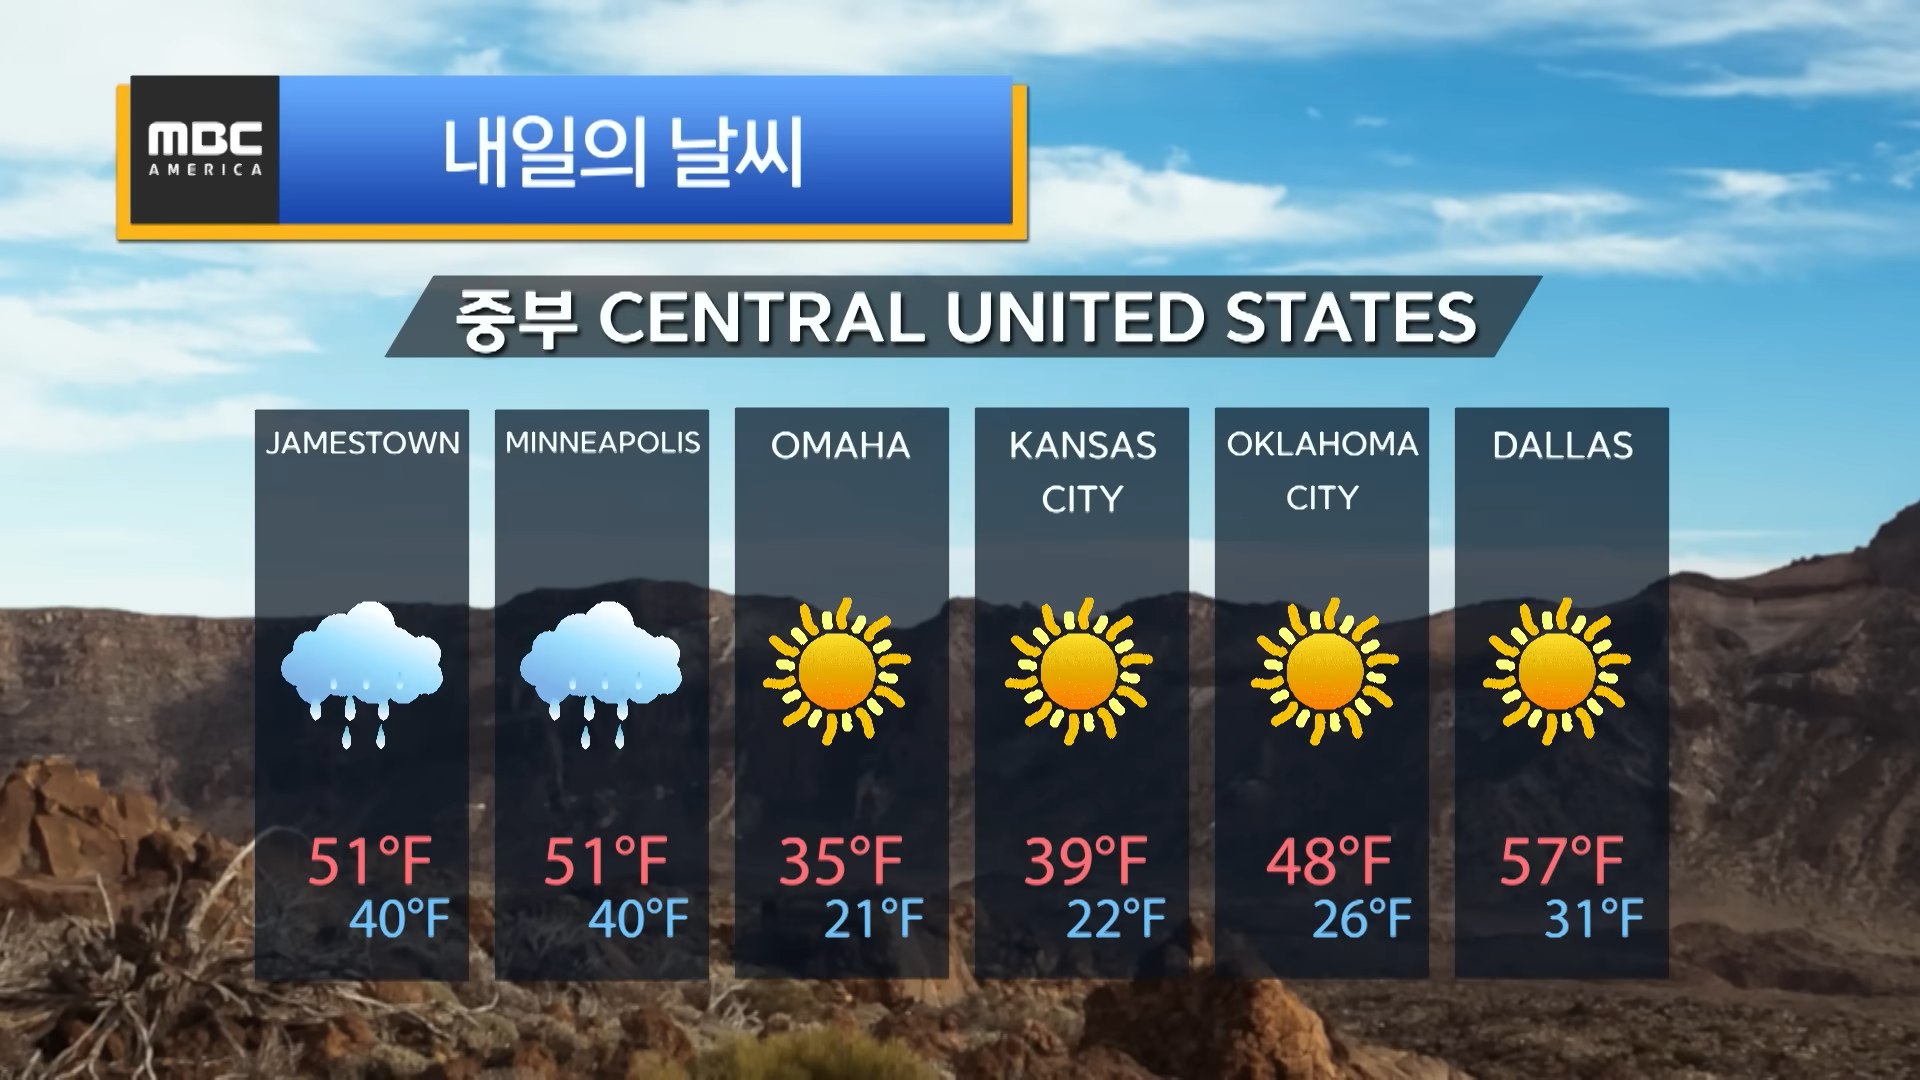 MBC
AMERICA
내일의 날씨
중부 CENTRAL UNITED STATES
JAMESTOWN
51°F
40°F
MINNEAPOLIS
51°F
40°F
OMAHA
35°F
21°F
KANSAS
CITY
39°F
22°F
OKLAHOMA
CITY
48°F
26°F
DALLAS
57°F
31°F